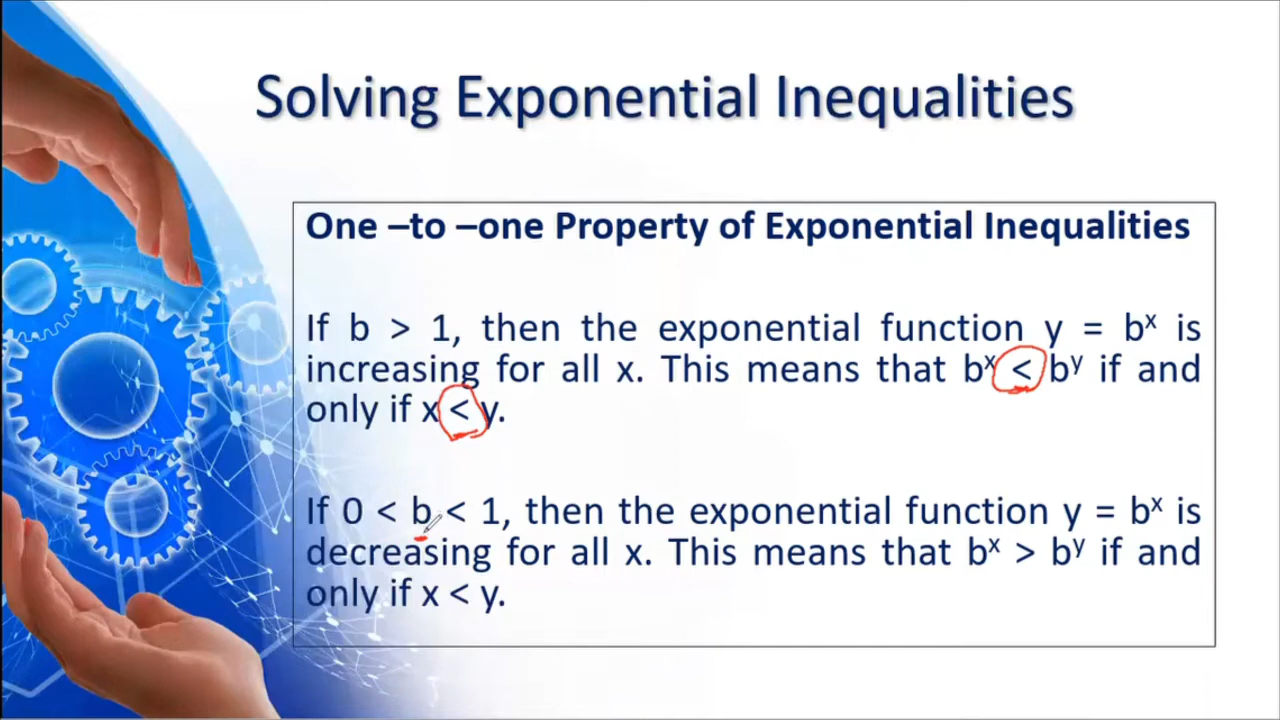 Solving Exponential Inequalities
One –to –one Property of Exponential Inequalities
If b > 1, then the exponential function y = bˣ is
increasing for all x. This means that bˣ < bʸ if and
only if x < y.
If 0 < b < 1, then the exponential function y = bˣ is
decreasing for all x. This means that bˣ > bʸ if and
only if x < y.